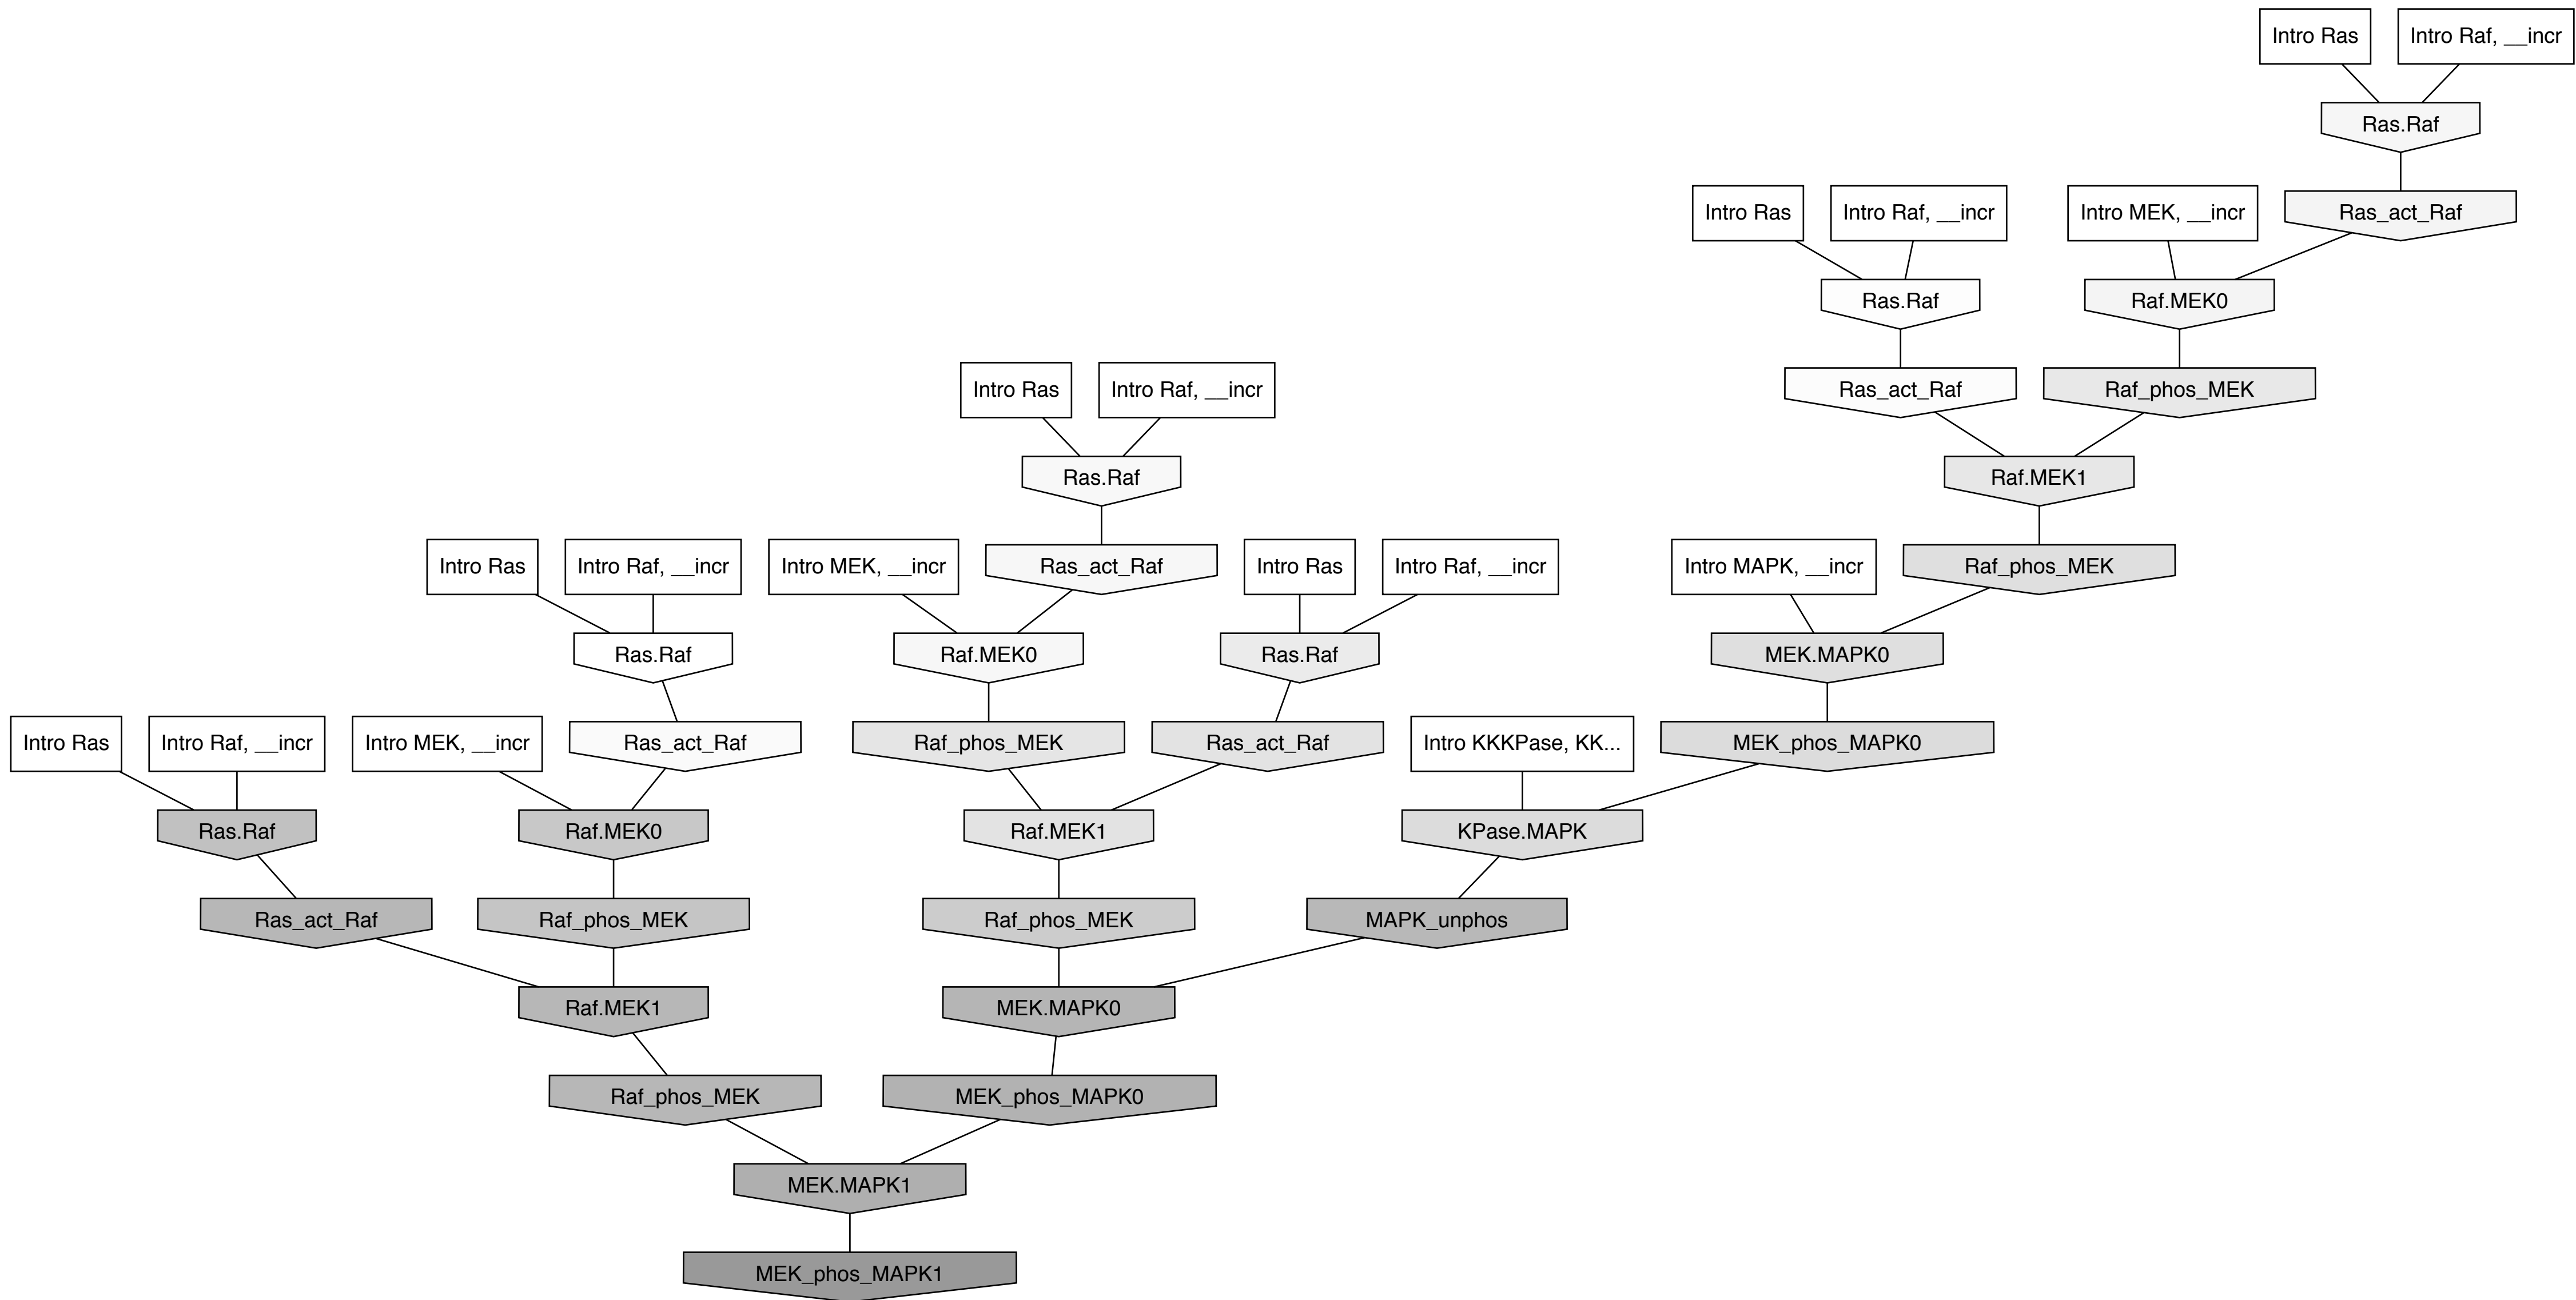 Intro Ras
Intro Raf, __incr
Ras.Raf
Intro Ras
Intro Raf, __incr
Intro MEK, __incr
Ras_act_Raf
Ras.Raf
Raf.MEK0
Intro Ras
Intro Raf, __incr
Ras_act_Raf
Raf_phos_MEK
Ras.Raf
Raf.MEK1
Intro Ras
Intro Raf, __incr
Intro MEK, __incr
Ras_act_Raf
Intro Ras
Intro Raf, __incr
Intro MAPK, __incr
Raf_phos_MEK
Ras.Raf
Raf.MEK0
Ras.Raf
MEK.MAPK0
Intro Ras
Intro Raf, __incr
Intro MEK, __incr
Ras_act_Raf
Raf_phos_MEK
Ras_act_Raf
Intro KKKPase, KK...
MEK_phos_MAPK0
Ras.Raf
Raf.MEK0
Raf.MEK1
KPase.MAPK
Ras_act_Raf
Raf_phos_MEK
Raf_phos_MEK
MAPK_unphos
Raf.MEK1
MEK.MAPK0
Raf_phos_MEK
MEK_phos_MAPK0
MEK.MAPK1
MEK_phos_MAPK1